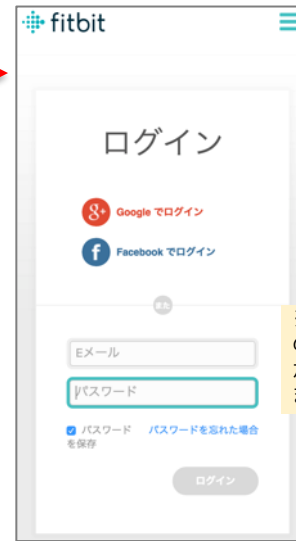 fitbit
ログイン
Google でログイン
Facebook でログイン
また
Eメール
パスワード
パスワード
を保存
パスワードを忘れた場合
ログイン